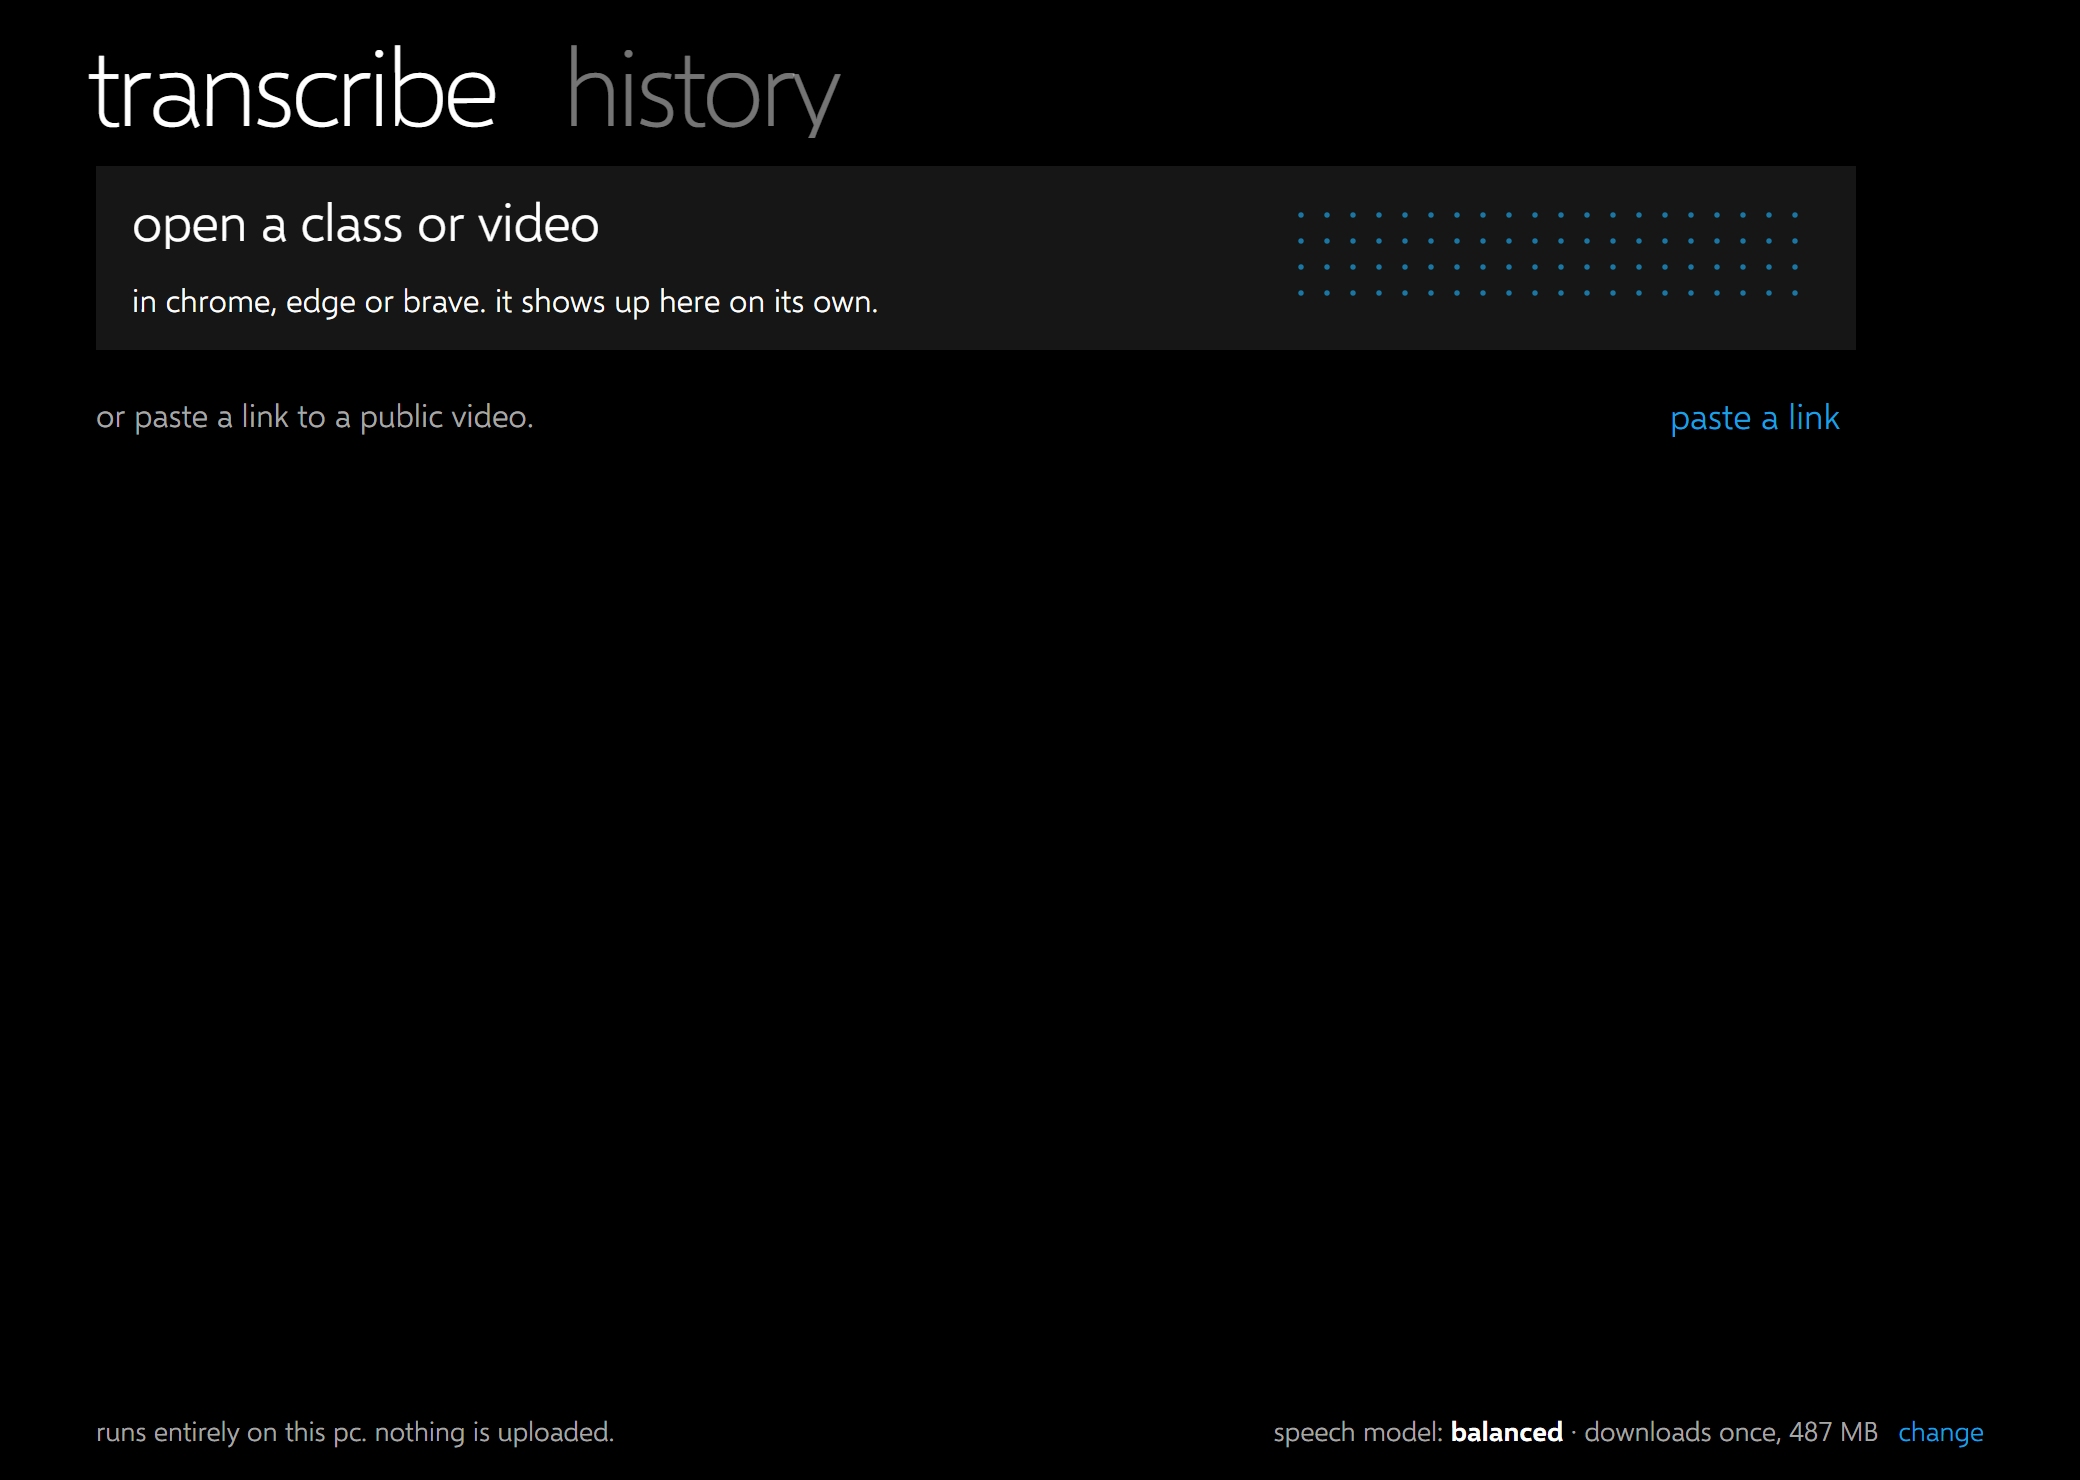 transcribe history
open a class or video
in chrome, edge or brave. it shows up here on its own.
or paste a link to a public video. paste a link
runs entirely on this pc. nothing is uploaded. speech model: balanced · downloads once, 487 MB change